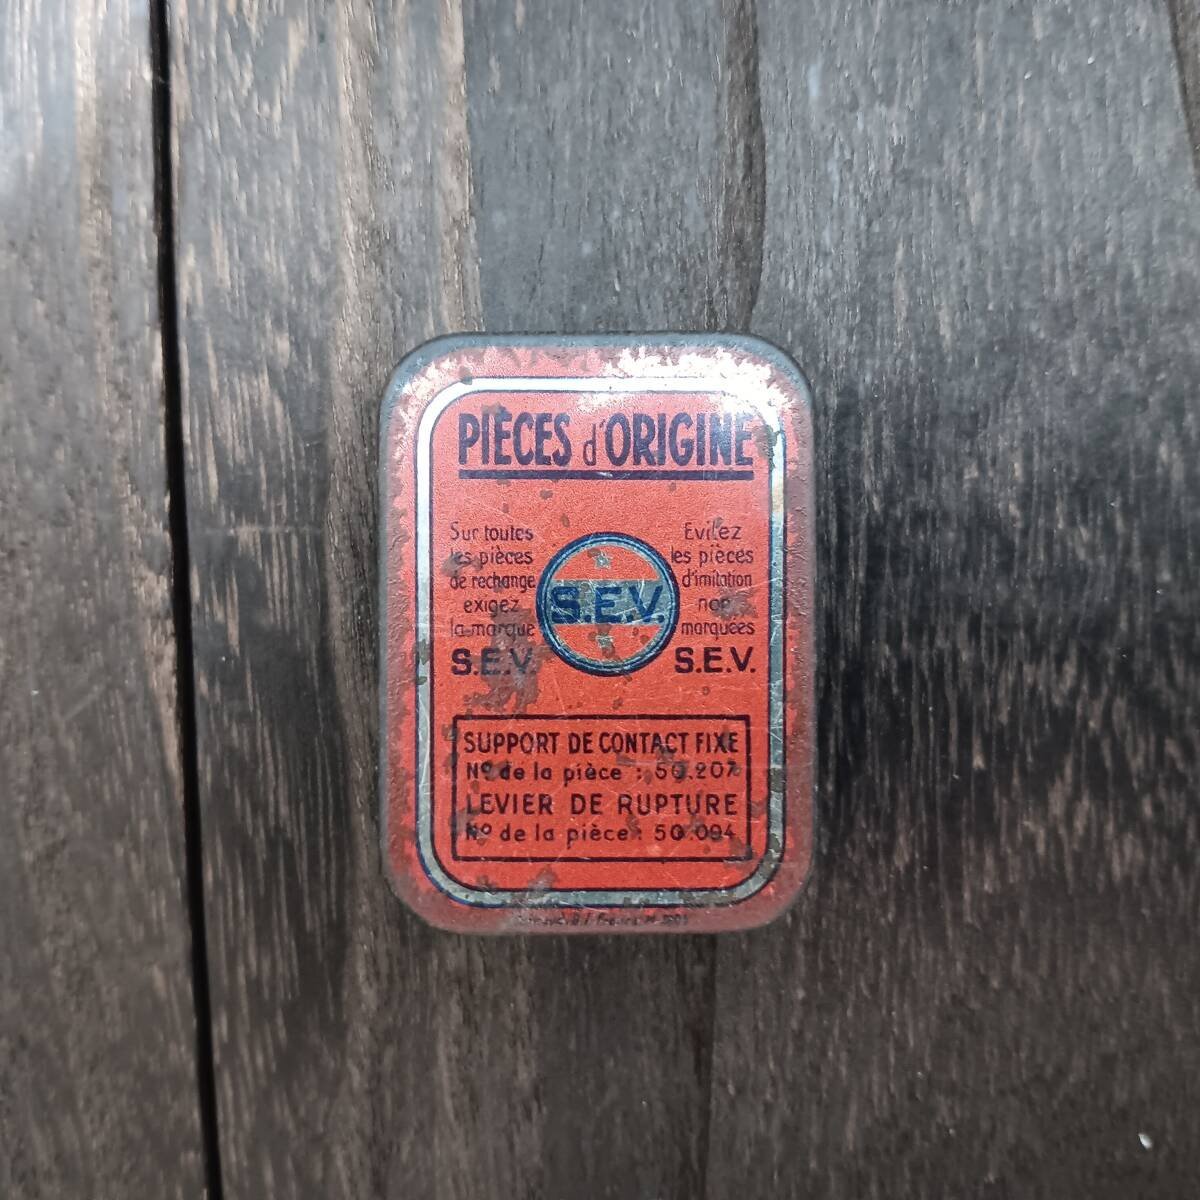 PIÈCES d'ORIGINE
Sur toutes
les pièces
de rechange
exigez
la marque
S.E.V.
S.E.V.
Evitez
les pièces
d'imitation
non
marquées
S.E.V.
SUPPORT DE CONTACT FIXE
Nº de la pièce : 50.207
LEVIER DE RUPTURE
Nº de la pièce : 50.094